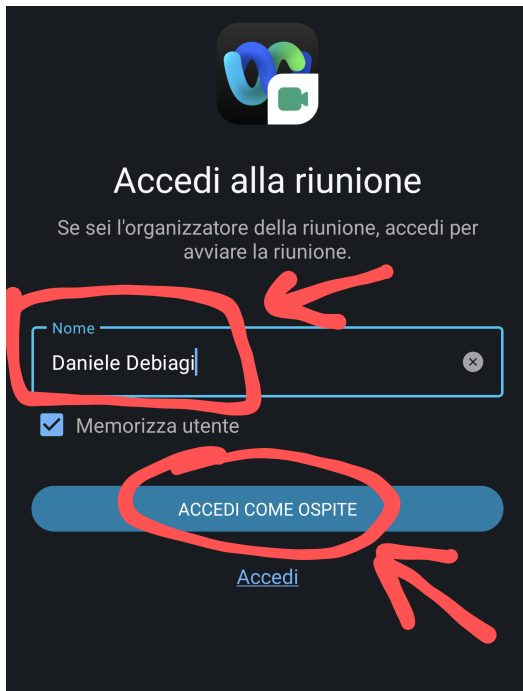 Accedi alla riunione
Se sei l'organizzatore della riunione, accedi per
avviare la riunione.
Nome
Daniele Debiagi
Memorizza utente
ACCEDI COME OSPITE
Accedi